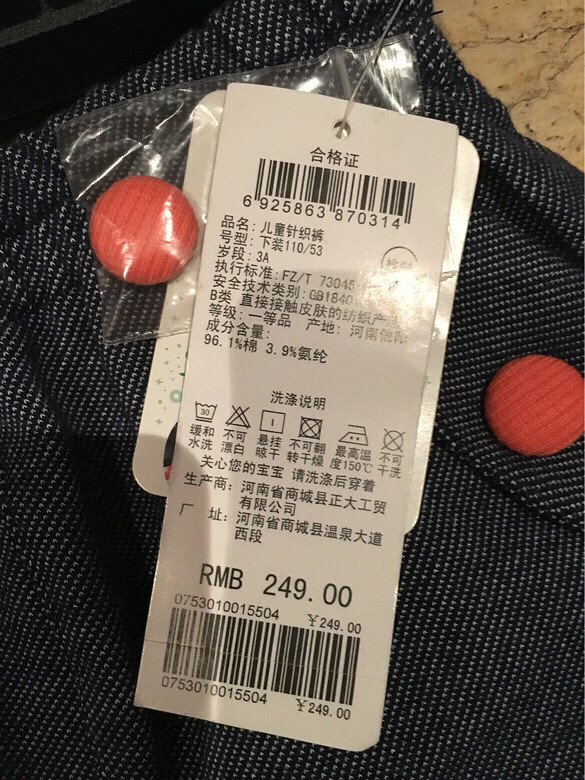 合格证
6 925863 870314
品名: 儿童针织裤
号型: 下装110/53
岁段: 3A
执行标准: FZ/T 73045
安全技术类别: GB1840
B类 直接接触皮肤的纺织产
等级: 一等品 产地: 河南信阳
成分含量:
96.1%棉 3.9%氨纶
洗涤说明
30
缓和水洗 不可漂白 悬挂晾干 不可翻转干燥 最高温度150℃ 不可干洗
关心您的宝宝 请洗涤后穿着
生产商: 河南省商城县正大工贸
有限公司
厂 址: 河南省商城县温泉大道
西段
RMB 249.00
0753010015504 ¥249.00
0753010015504 ¥249.00